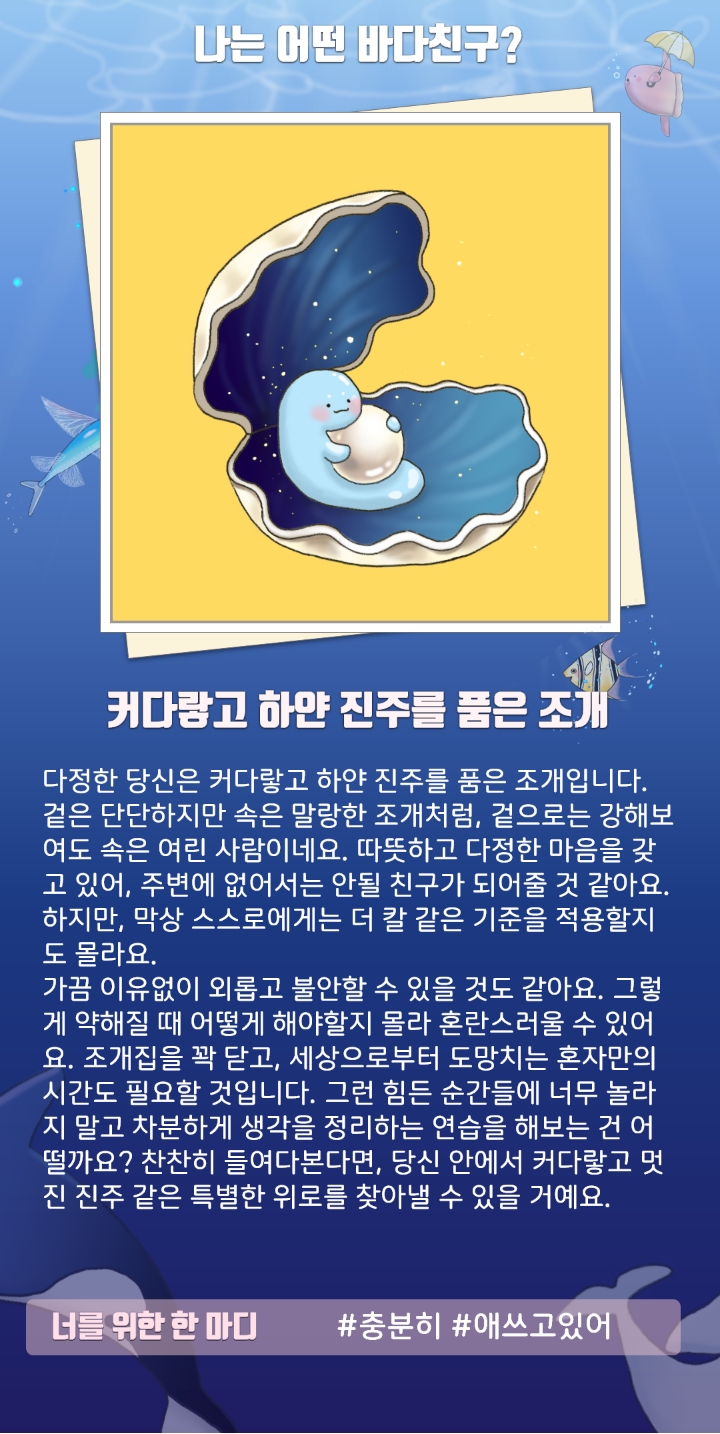 나는 어떤 바다친구?
커다랗고 하얀 진주를 품은 조개
다정한 당신은 커다랗고 하얀 진주를 품은 조개입니다.
겉은 단단하지만 속은 말랑한 조개처럼, 겉으로는 강해보
여도 속은 여린 사람이네요. 따뜻하고 다정한 마음을 갖
고 있어, 주변에 없어서는 안될 친구가 되어줄 것 같아요.
하지만, 막상 스스로에게는 더 칼 같은 기준을 적용할지
도 몰라요.
가끔 이유없이 외롭고 불안할 수 있을 것도 같아요. 그렇
게 약해질 때 어떻게 해야할지 몰라 혼란스러울 수 있어
요. 조개집을 꽉 닫고, 세상으로부터 도망치는 혼자만의
시간도 필요할 것입니다. 그런 힘든 순간들에 너무 놀라
지 말고 차분하게 생각을 정리하는 연습을 해보는 건 어
떨까요? 찬찬히 들여다본다면, 당신 안에서 커다랗고 멋
진 진주 같은 특별한 위로를 찾아낼 수 있을 거예요.
너를 위한 한 마디 #충분히 #애쓰고있어